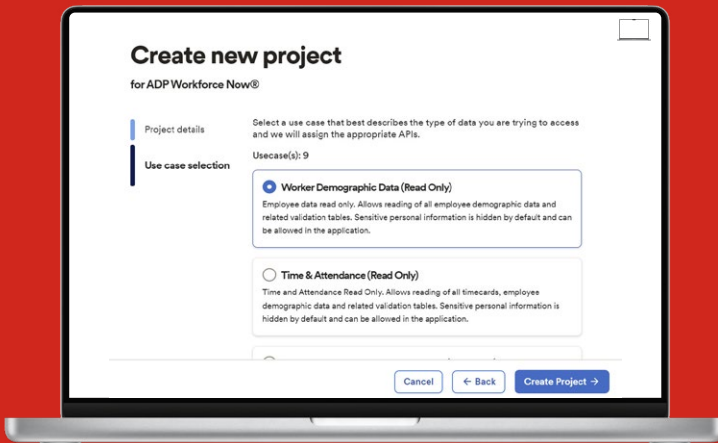 Create new project
for ADP Workforce Now®
Project details
Use case selection
Select a use case that best describes the type of data you are trying to access
and we will assign the appropriate APIs.
Usecase(s): 9
Worker Demographic Data (Read Only)
Employee data read only. Allows reading of all employee demographic data and
related validation tables. Sensitive personal information is hidden by default and can
be allowed in the application.
Time & Attendance (Read Only)
Time and Attendance Read Only. Allows reading of all timecards, employee
demographic data and related validation tables. Sensitive personal information is
hidden by default and can be allowed in the application.
Cancel
← Back
Create Project →